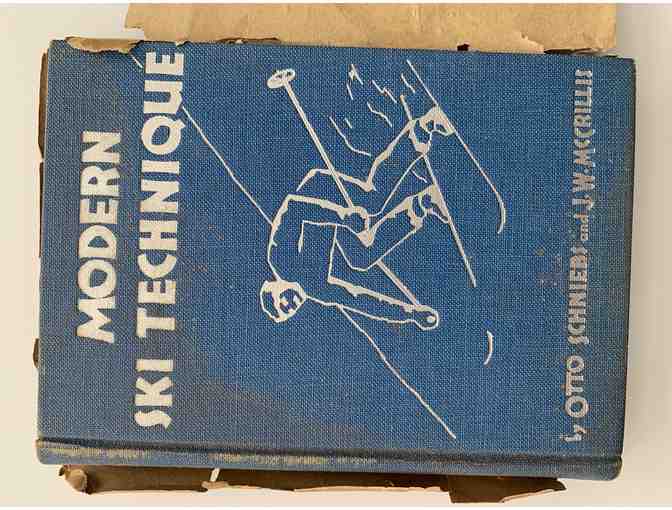 MODERN
SKI TECHNIQUE
by OTTO SCHNIEBS and J.W. MCCRILLIS